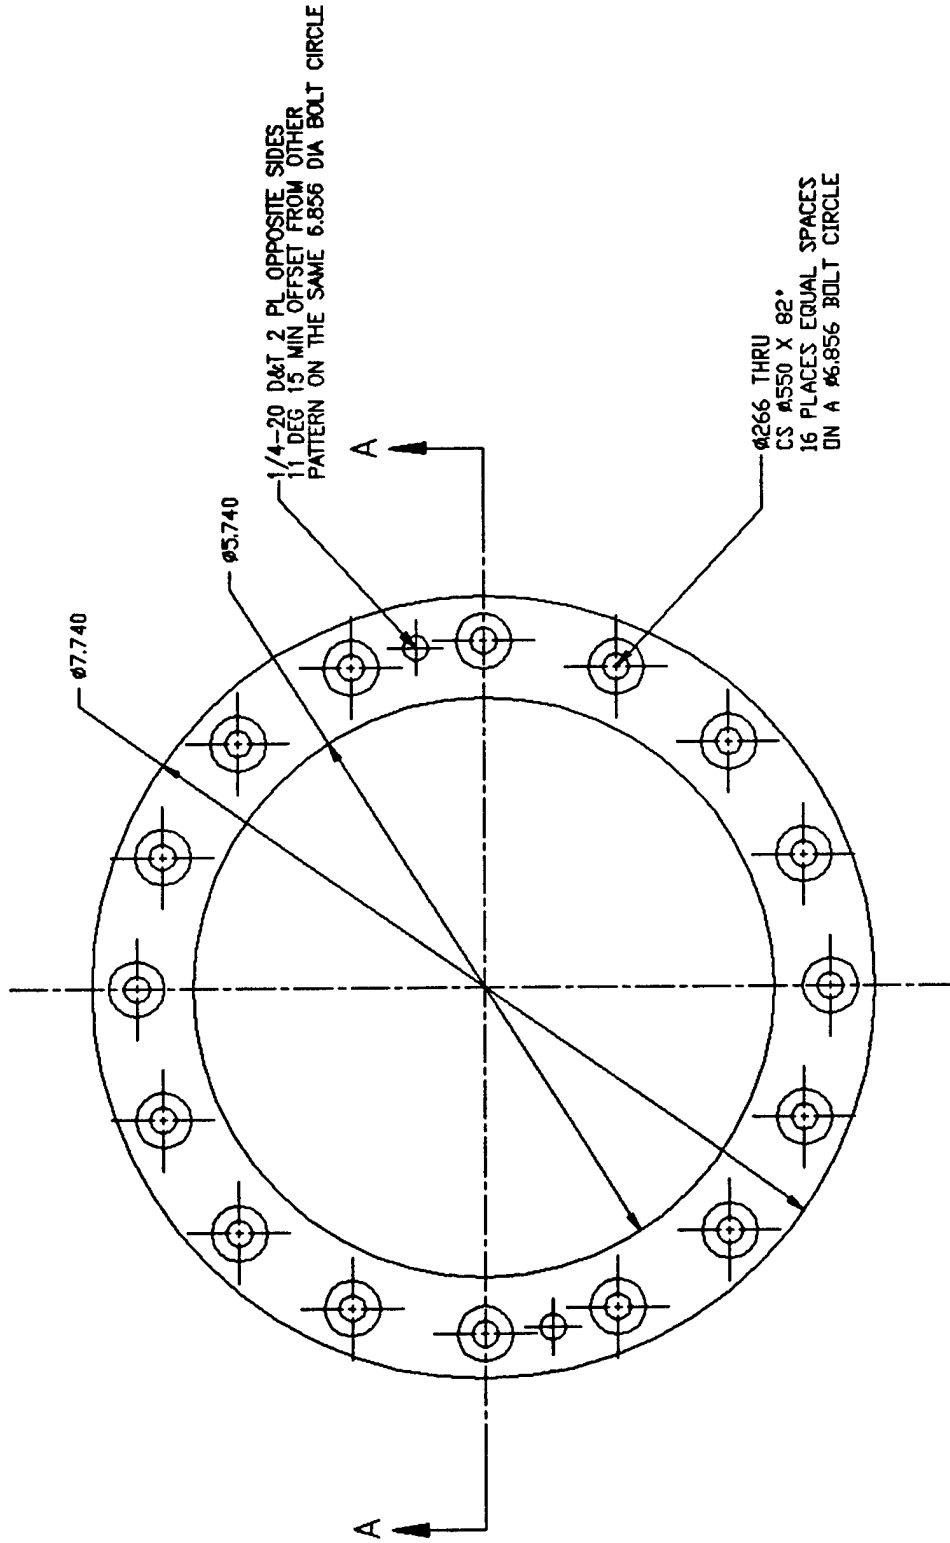 Ø7.740
Ø5.740
1/4-20 D&T 2 PL OPPOSITE SIDES
11 DEG 15 MIN OFFSET FROM OTHER
PATTERN ON THE SAME 6.856 DIA BOLT CIRCLE
A
A
Ø.266 THRU
CS Ø.550 X 82°
16 PLACES EQUAL SPACES
ON A Ø6.856 BOLT CIRCLE